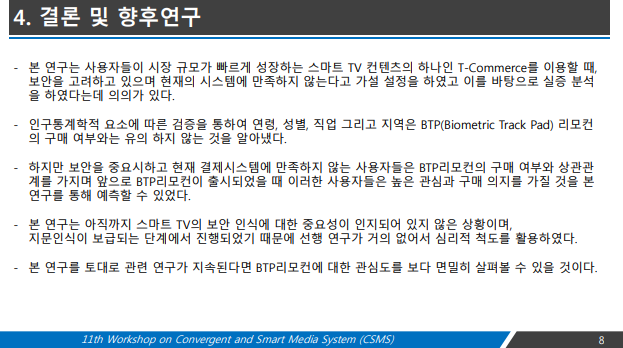 4. 결론 및 향후연구
- 본 연구는 사용자들이 시장 규모가 빠르게 성장하는 스마트 TV 컨텐츠의 하나인 T-Commerce를 이용할 때,
보안을 고려하고 있으며 현재의 시스템에 만족하지 않는다고 가설 설정을 하였고 이를 바탕으로 실증 분석
을 하였다는데 의의가 있다.
- 인구통계학적 요소에 따른 검증을 통하여 연령, 성별, 직업 그리고 지역은 BTP(Biometric Track Pad) 리모컨
의 구매 여부와는 유의 하지 않는 것을 알아냈다.
- 하지만 보안을 중요시하고 현재 결제시스템에 만족하지 않는 사용자들은 BTP리모컨의 구매 여부와 상관관
계를 가지며 앞으로 BTP리모컨이 출시되었을 때 이러한 사용자들은 높은 관심과 구매 의지를 가질 것을 본
연구를 통해 예측할 수 있었다.
- 본 연구는 아직까지 스마트 TV의 보안 인식에 대한 중요성이 인지되어 있지 않은 상황이며,
지문인식이 보급되는 단계에서 진행되었기 때문에 선행 연구가 거의 없어서 심리적 척도를 활용하였다.
- 본 연구를 토대로 관련 연구가 지속된다면 BTP리모컨에 대한 관심도를 보다 면밀히 살펴볼 수 있을 것이다.
11th Workshop on Convergent and Smart Media System (CSMS)
8